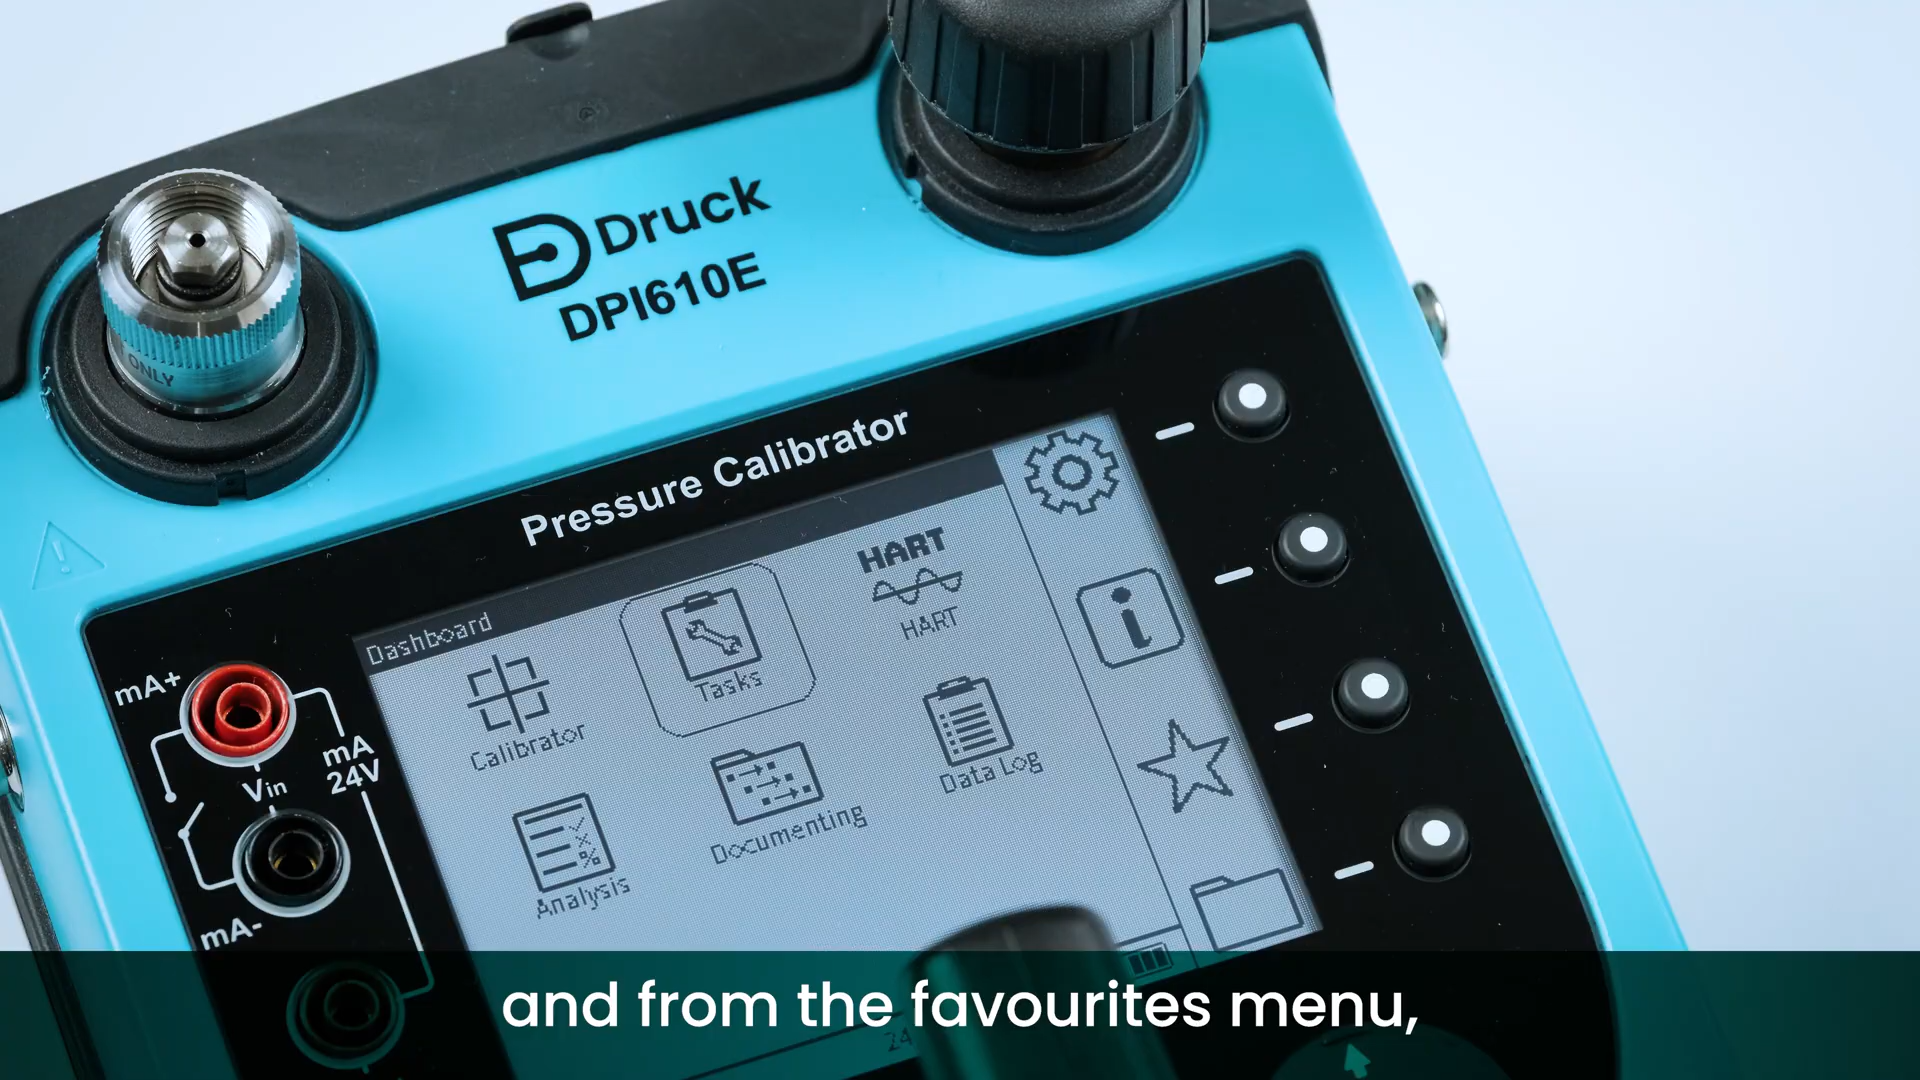 Druck
DPI610E
ONLY
Pressure Calibrator
Dashboard
HART
HART
Tasks
Calibrator
Data Log
Documenting
Analysis
mA+
mA
24V
Vin
mA-
24
and from the favourites menu,